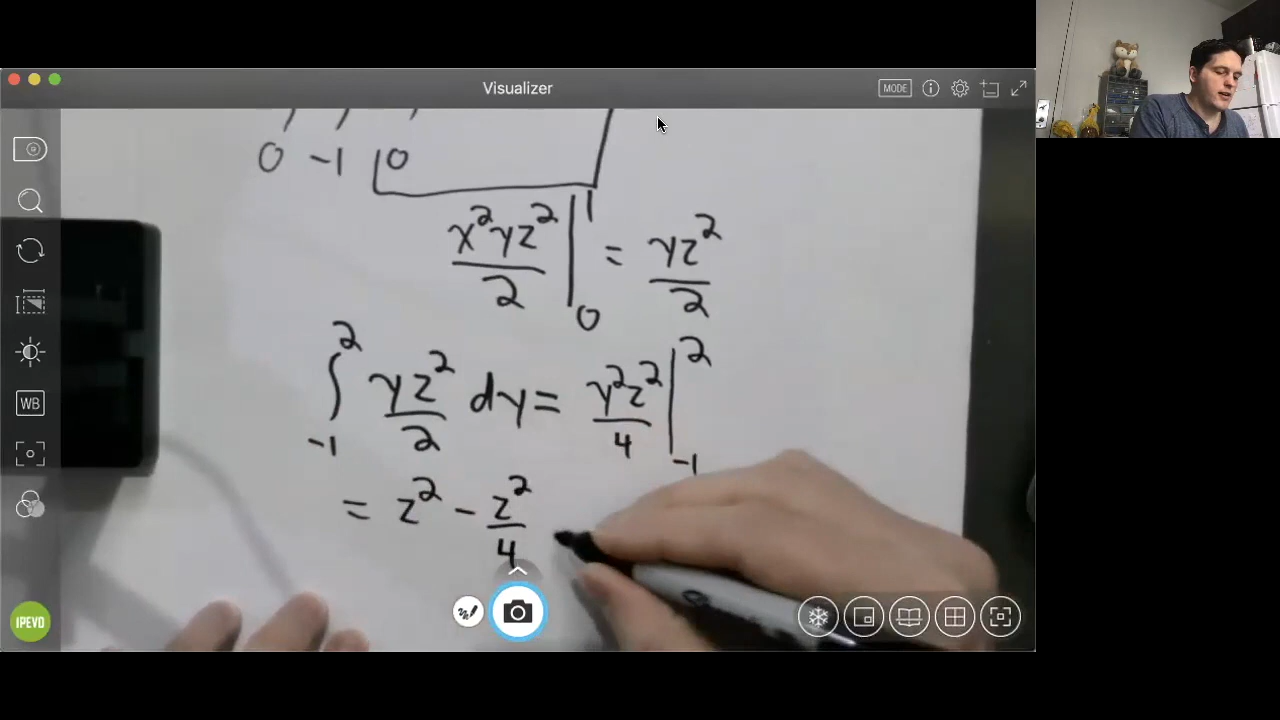 Visualizer
MODE
0 -1 0
x²yz²/2 |₀¹ = yz²/2
∫₋₁² yz²/2 dy = y²z²/4 |₋₁²
= z² - z²/4
WB
IPEVO